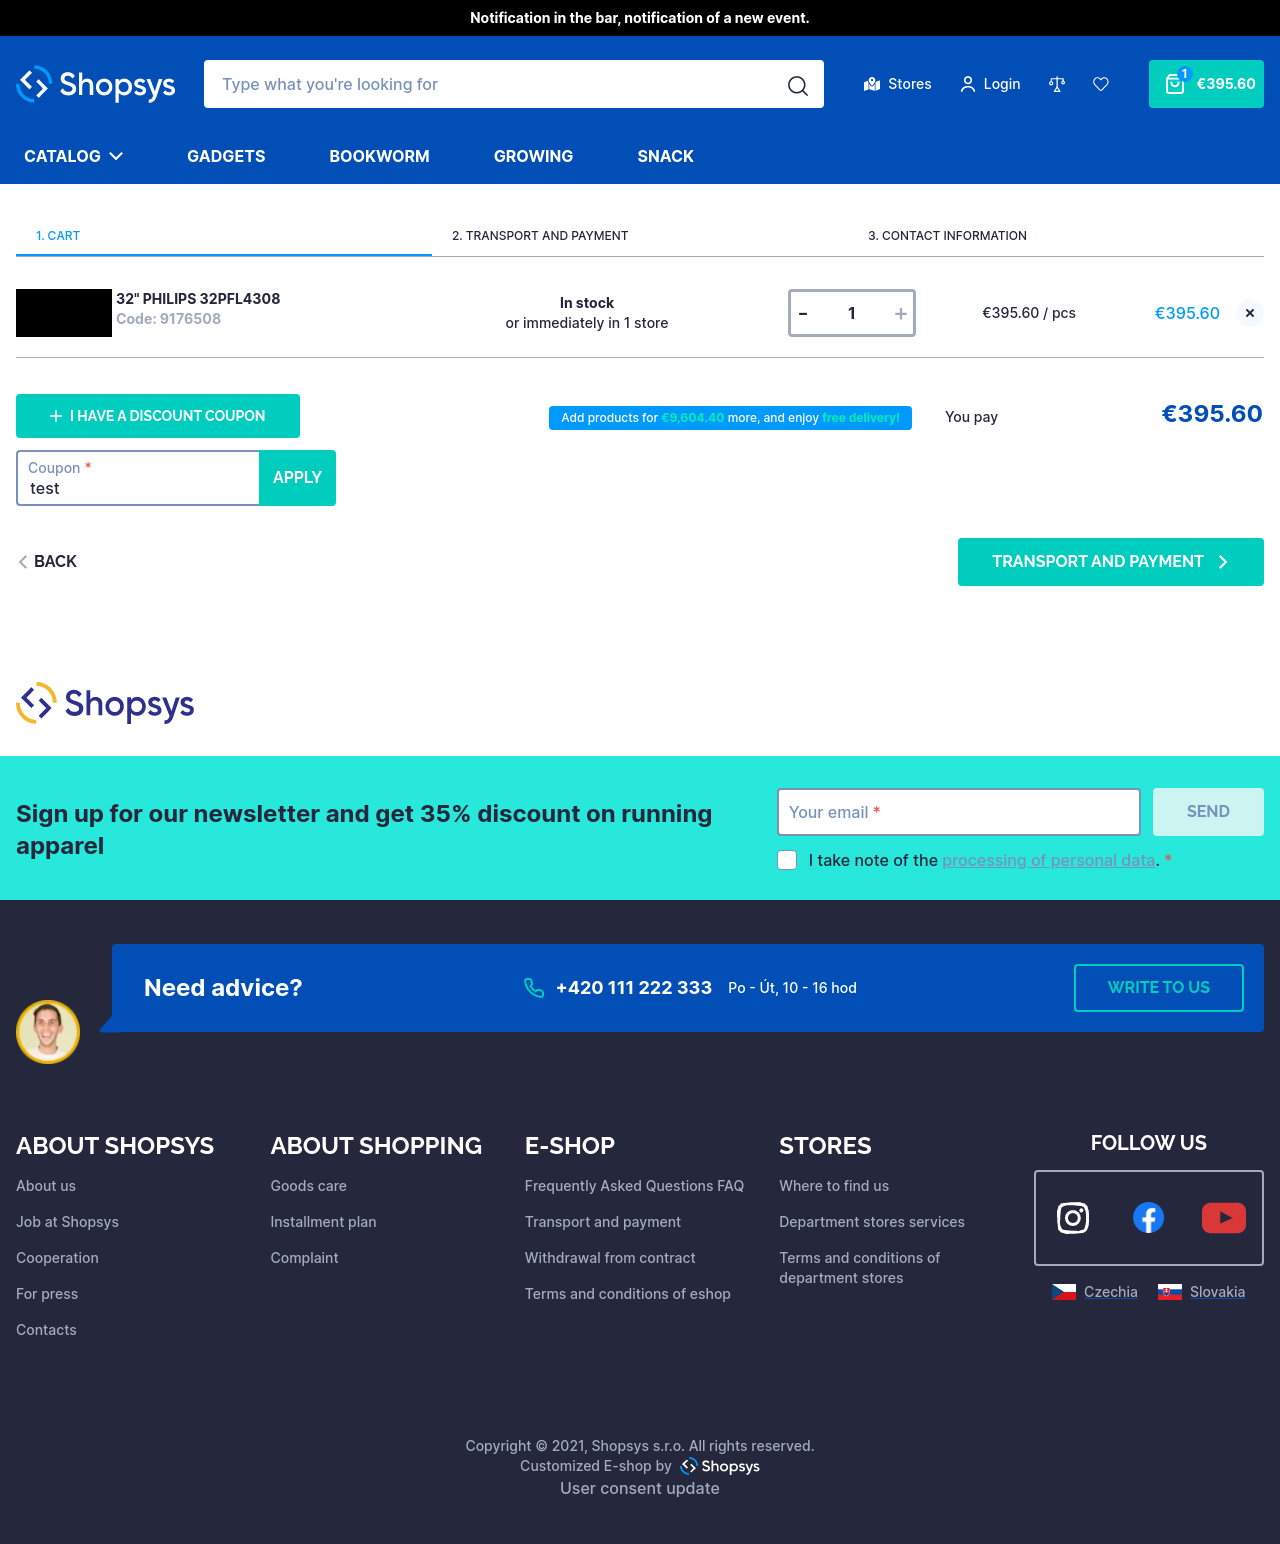 Notification in the bar, notification of a new event.
Shopsys
Type what you're looking for
Stores
Login
1
€395.60
CATALOG
GADGETS
BOOKWORM
GROWING
SNACK
1. CART
2. TRANSPORT AND PAYMENT
3. CONTACT INFORMATION
32" PHILIPS 32PFL4308
Code: 9176508
In stock
or immediately in 1 store
- 1 +
€395.60 / pcs
€395.60
I HAVE A DISCOUNT COUPON
Add products for €9,604.40 more, and enjoy free delivery!
You pay
€395.60
Coupon *
test
APPLY
BACK
TRANSPORT AND PAYMENT
Shopsys
Sign up for our newsletter and get 35% discount on running
apparel
Your email *
SEND
I take note of the processing of personal data. *
Need advice?
+420 111 222 333
Po - Út, 10 - 16 hod
WRITE TO US
ABOUT SHOPSYS
About us
Job at Shopsys
Cooperation
For press
Contacts
ABOUT SHOPPING
Goods care
Installment plan
Complaint
E-SHOP
Frequently Asked Questions FAQ
Transport and payment
Withdrawal from contract
Terms and conditions of eshop
STORES
Where to find us
Department stores services
Terms and conditions of
department stores
FOLLOW US
Czechia
Slovakia
Copyright © 2021, Shopsys s.r.o. All rights reserved.
Customized E-shop by Shopsys
User consent update